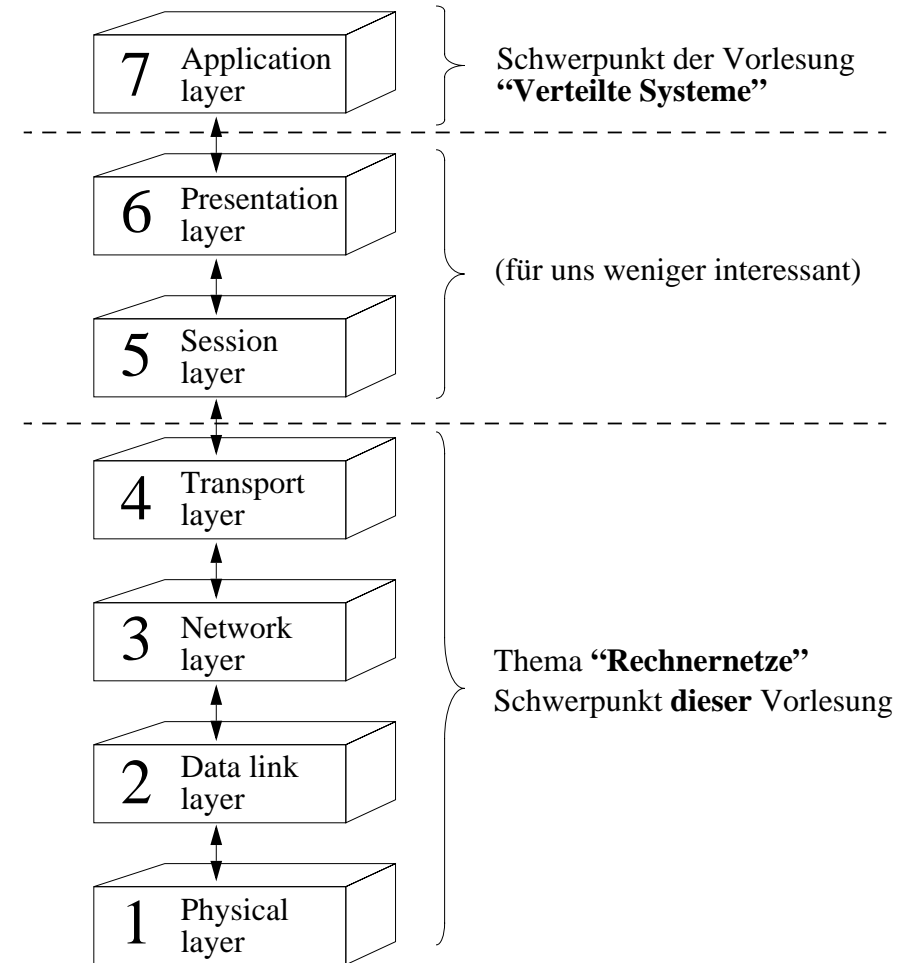 7 Application
layer
Schwerpunkt der Vorlesung
“Verteilte Systeme”
6 Presentation
layer
(für uns weniger interessant)
5 Session
layer
4 Transport
layer
3 Network
layer
Thema “Rechnernetze”
Schwerpunkt dieser Vorlesung
2 Data link
layer
1 Physical
layer